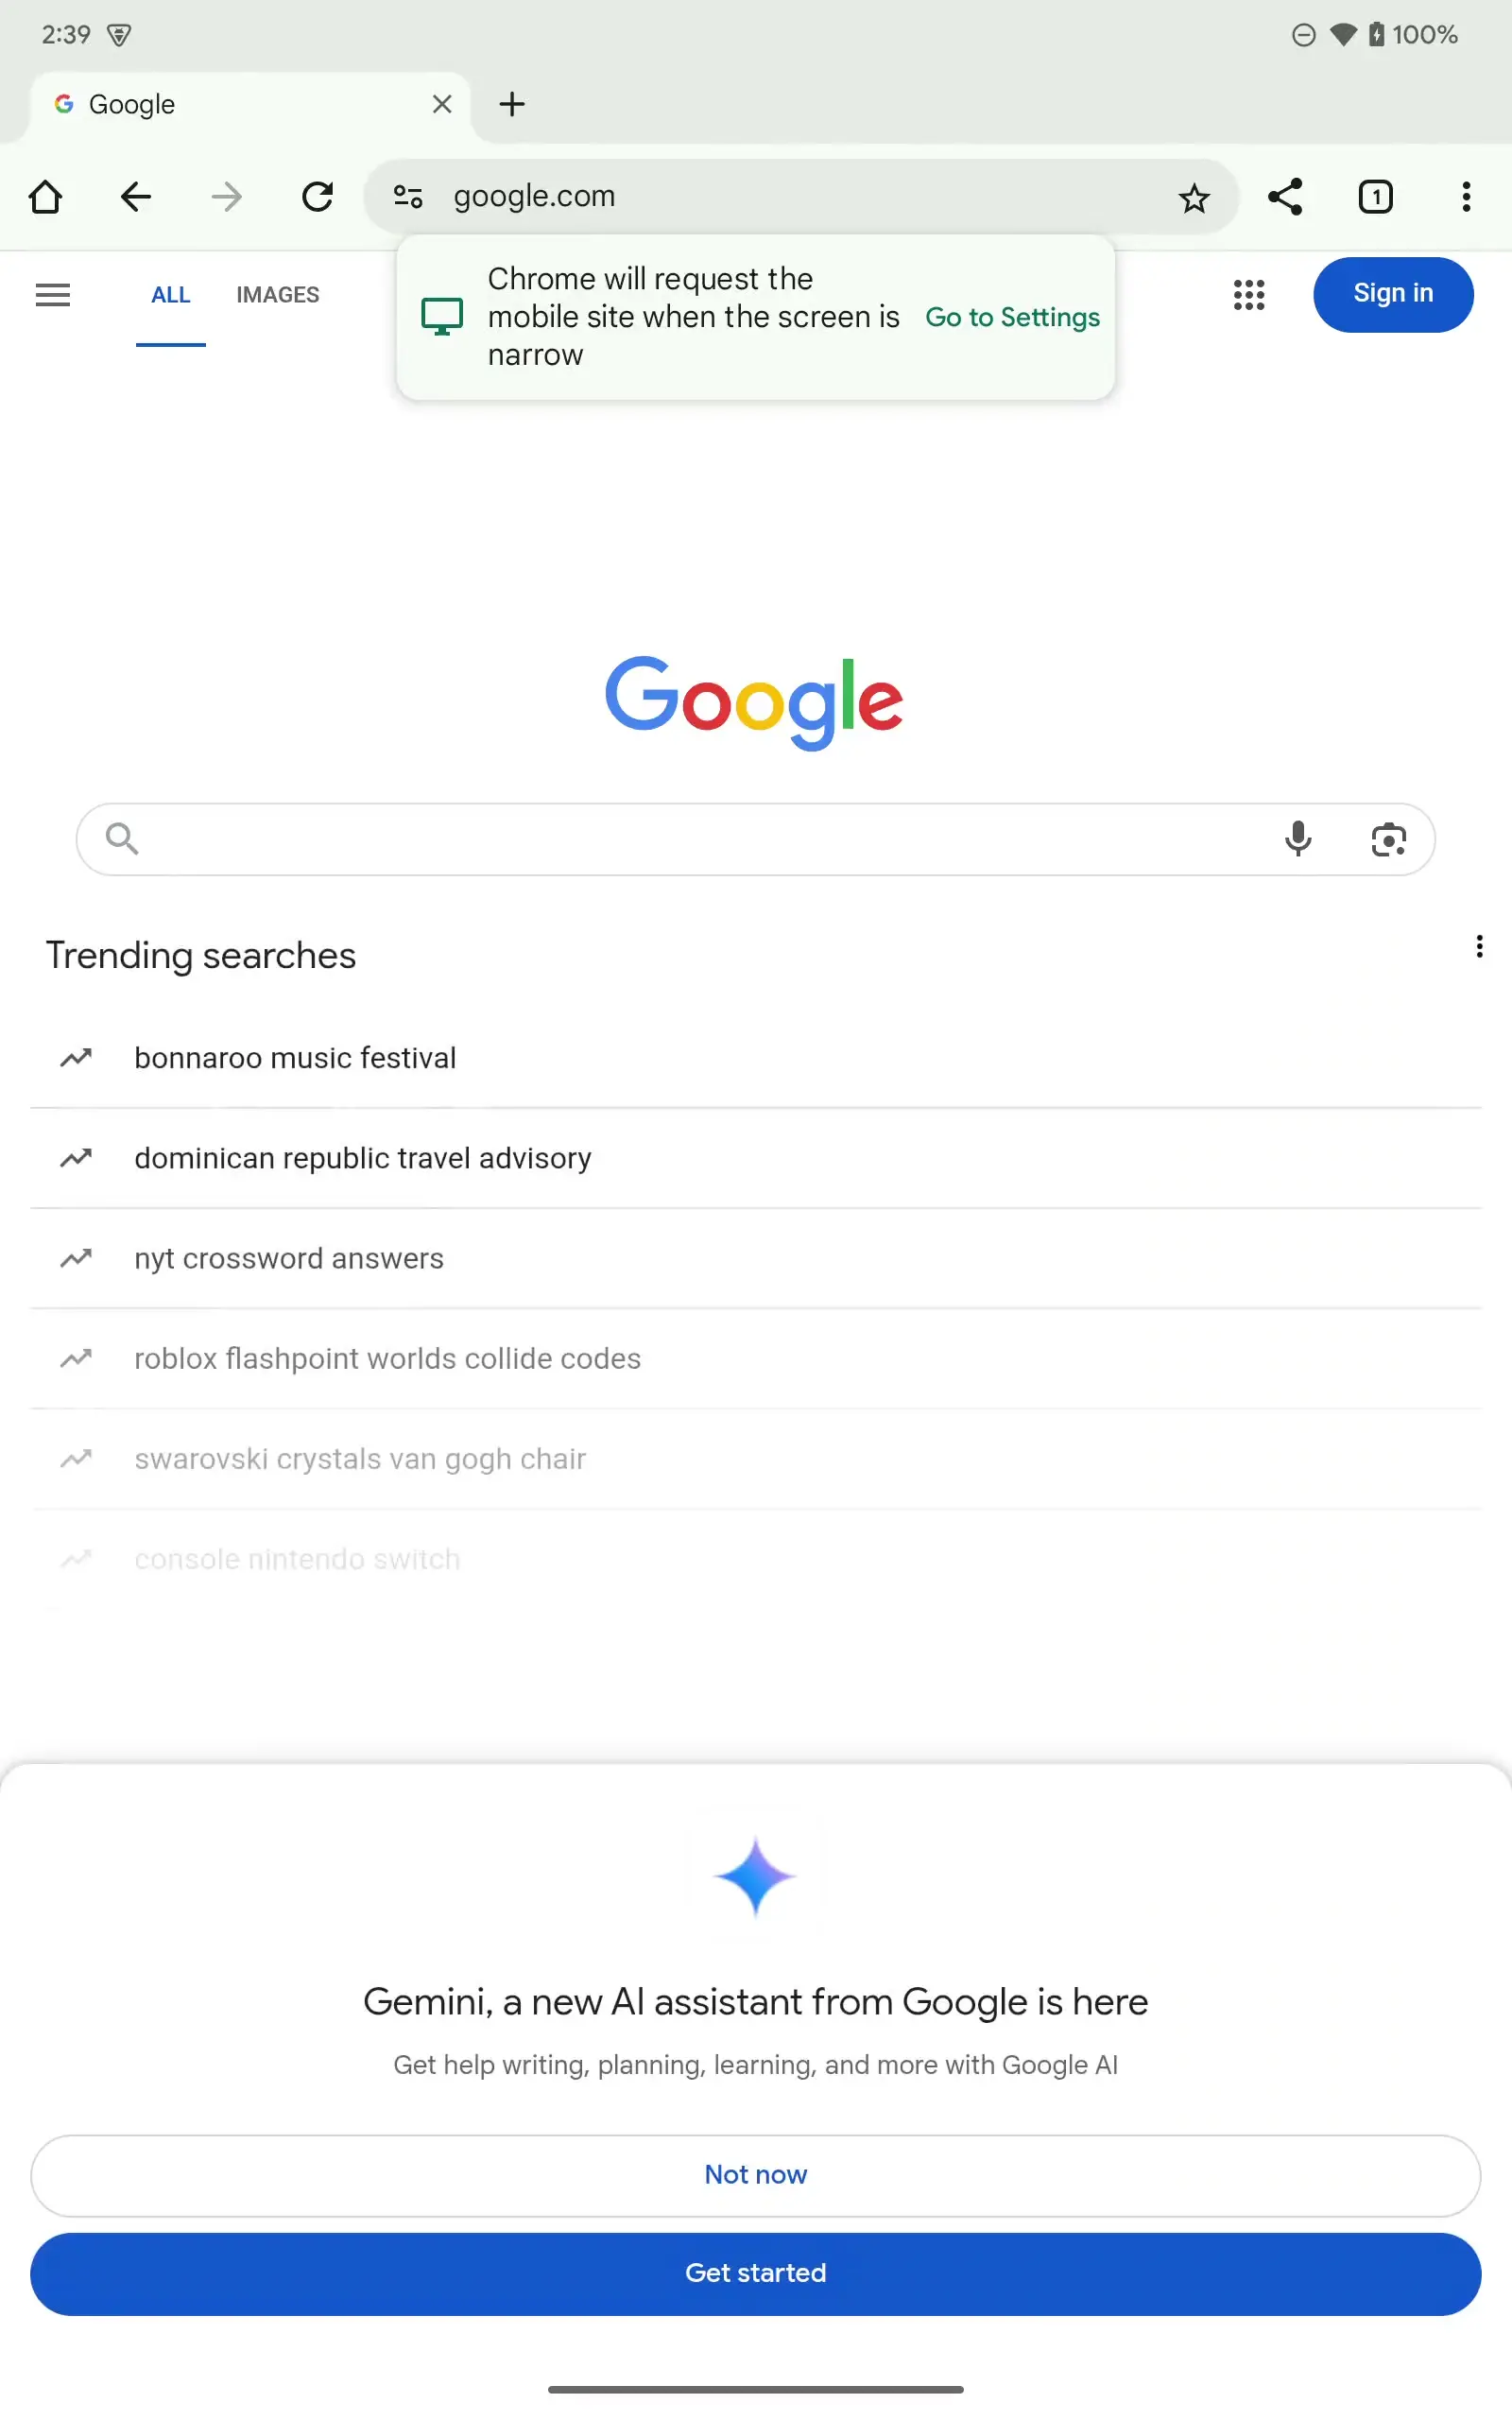 2:39
100%
Google
google.com
1
ALL
IMAGES
Chrome will request the
mobile site when the screen is
narrow
Go to Settings
Sign in
Google
Trending searches
bonnaroo music festival
dominican republic travel advisory
nyt crossword answers
roblox flashpoint worlds collide codes
swarovski crystals van gogh chair
console nintendo switch
Gemini, a new AI assistant from Google is here
Get help writing, planning, learning, and more with Google AI
Not now
Get started